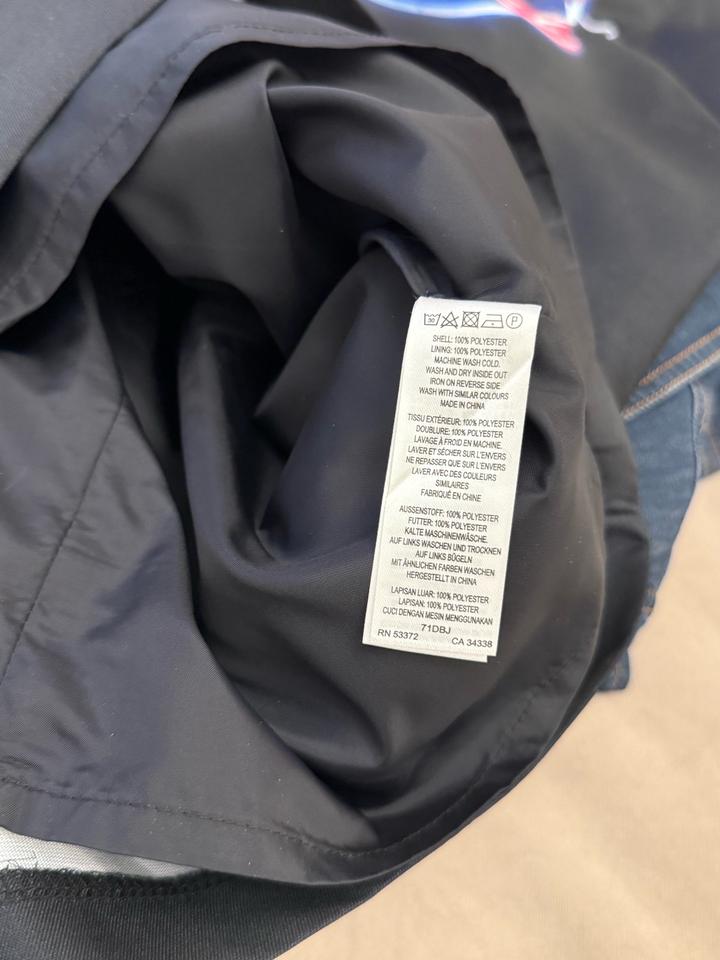 30 P
SHELL: 100% POLYESTER
LINING: 100% POLYESTER
MACHINE WASH COLD.
WASH AND DRY INSIDE OUT
IRON ON REVERSE SIDE
WASH WITH SIMILAR COLOURS
MADE IN CHINA
TISSU EXTÉRIEUR: 100% POLYESTER
DOUBLURE: 100% POLYESTER
LAVAGE À FROID EN MACHINE.
LAVER ET SÉCHER SUR L'ENVERS
NE REPASSER QUE SUR L'ENVERS
LAVER AVEC DES COULEURS
SIMILAIRES
FABRIQUÉ EN CHINE
AUSSENSTOFF: 100% POLYESTER
FUTTER: 100% POLYESTER
KALTE MASCHINENWÄSCHE.
AUF LINKS WASCHEN UND TROCKNEN
AUF LINKS BÜGELN
MIT ÄHNLICHEN FARBEN WASCHEN
HERGESTELLT IN CHINA
LAPISAN LUAR: 100% POLYESTER
LAPISAN: 100% POLYESTER
CUCI DENGAN MESIN MENGGUNAKAN
71DBJ
RN 53372 CA 34338